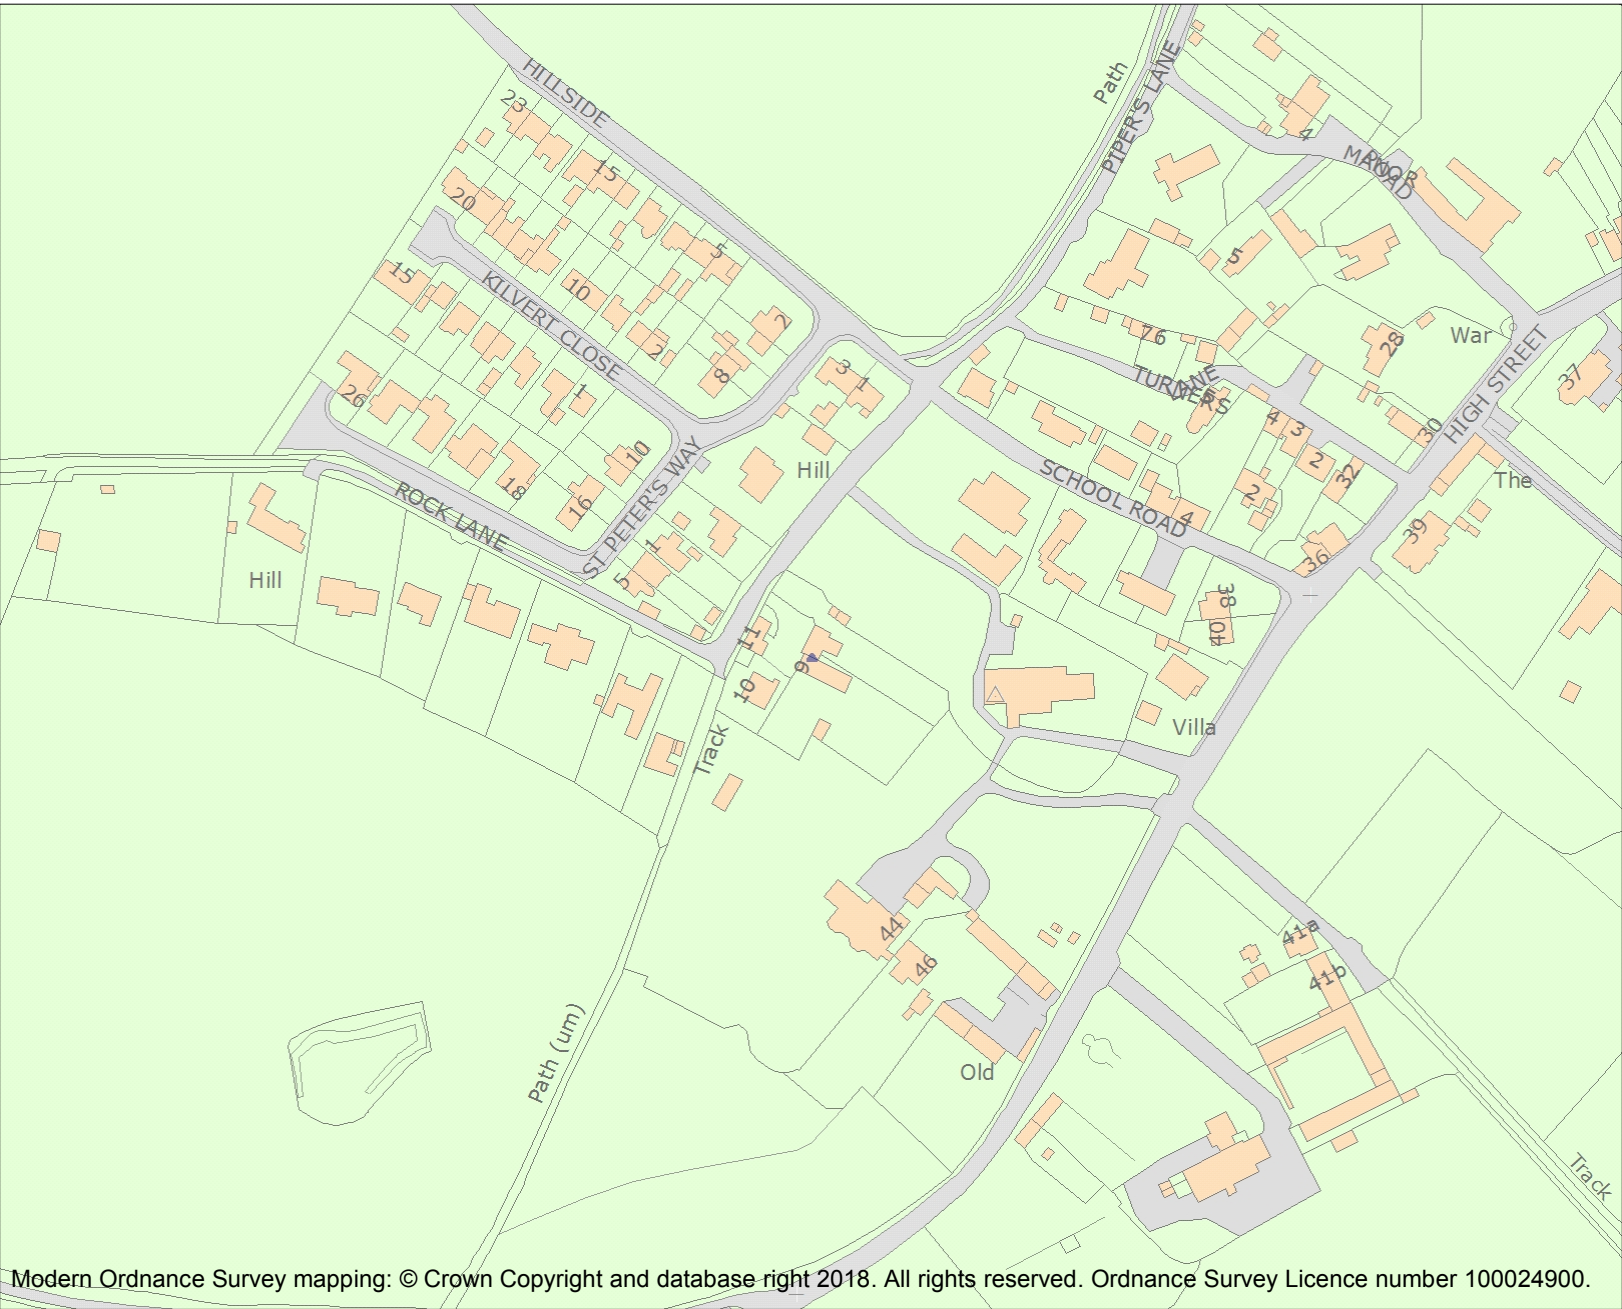 HILLSIDE
23
15
20
5
15
KILVERT CLOSE
10
2
2
8
1
26
3
1
18
10
16
ST PETER'S WAY
ROCK LANE
1
5
Hill
Hill
Path
PIPER'S LANE
4
MANOR
ROAD
5
76
TURNERS
LANE
5
28
War
37
HIGH STREET
30
4
3
2
32
2
The
39
SCHOOL ROAD
4
36
38
40
11
9
10
Track
Villa
44
46
41a
41b
Path (um)
Old
Track
Modern Ordnance Survey mapping: © Crown Copyright and database right 2018. All rights reserved. Ordnance Survey Licence number 100024900.